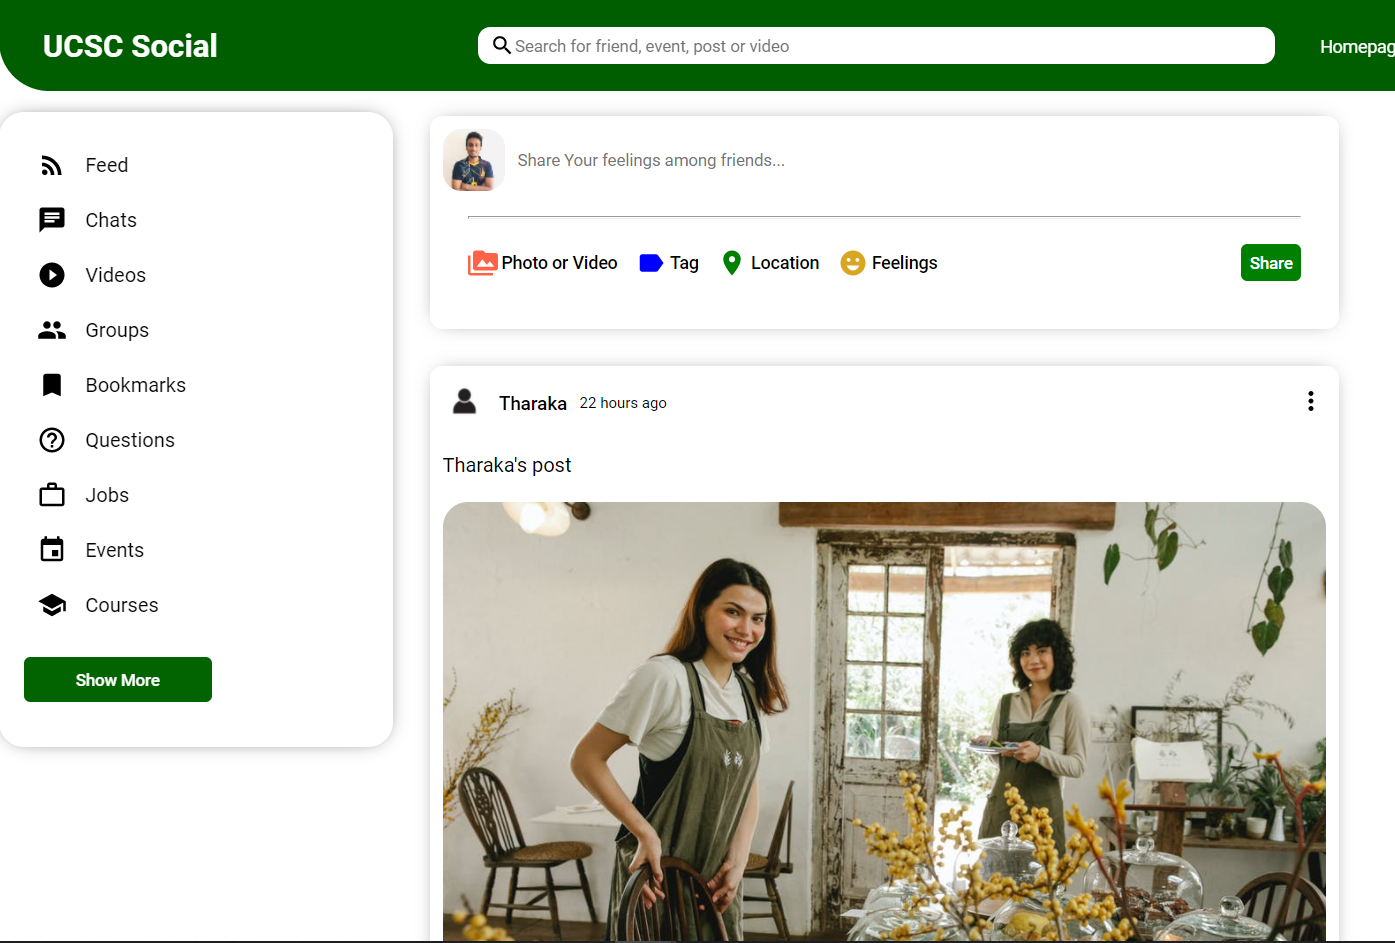 UCSC Social
Search for friend, event, post or video
Homepag
Feed
Chats
Videos
Groups
Bookmarks
Questions
Jobs
Events
Courses
Show More
Share Your feelings among friends...
Photo or Video
Tag
Location
Feelings
Share
Tharaka 22 hours ago
Tharaka's post